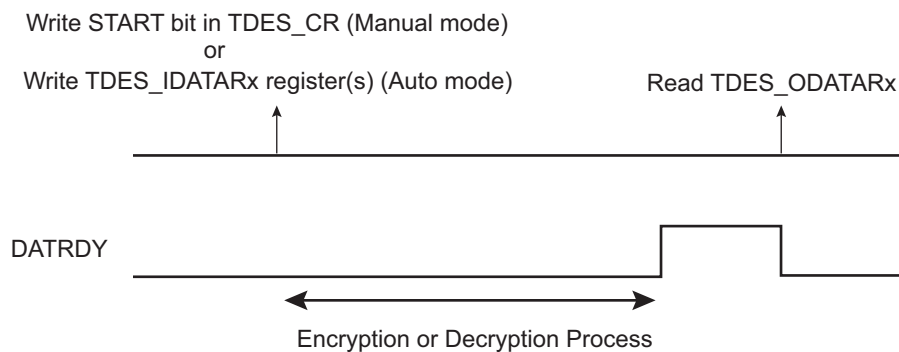 Write START bit in TDES_CR (Manual mode)
or
Write TDES_IDATARx register(s) (Auto mode)
Read TDES_ODATARx
DATRDY
Encryption or Decryption Process